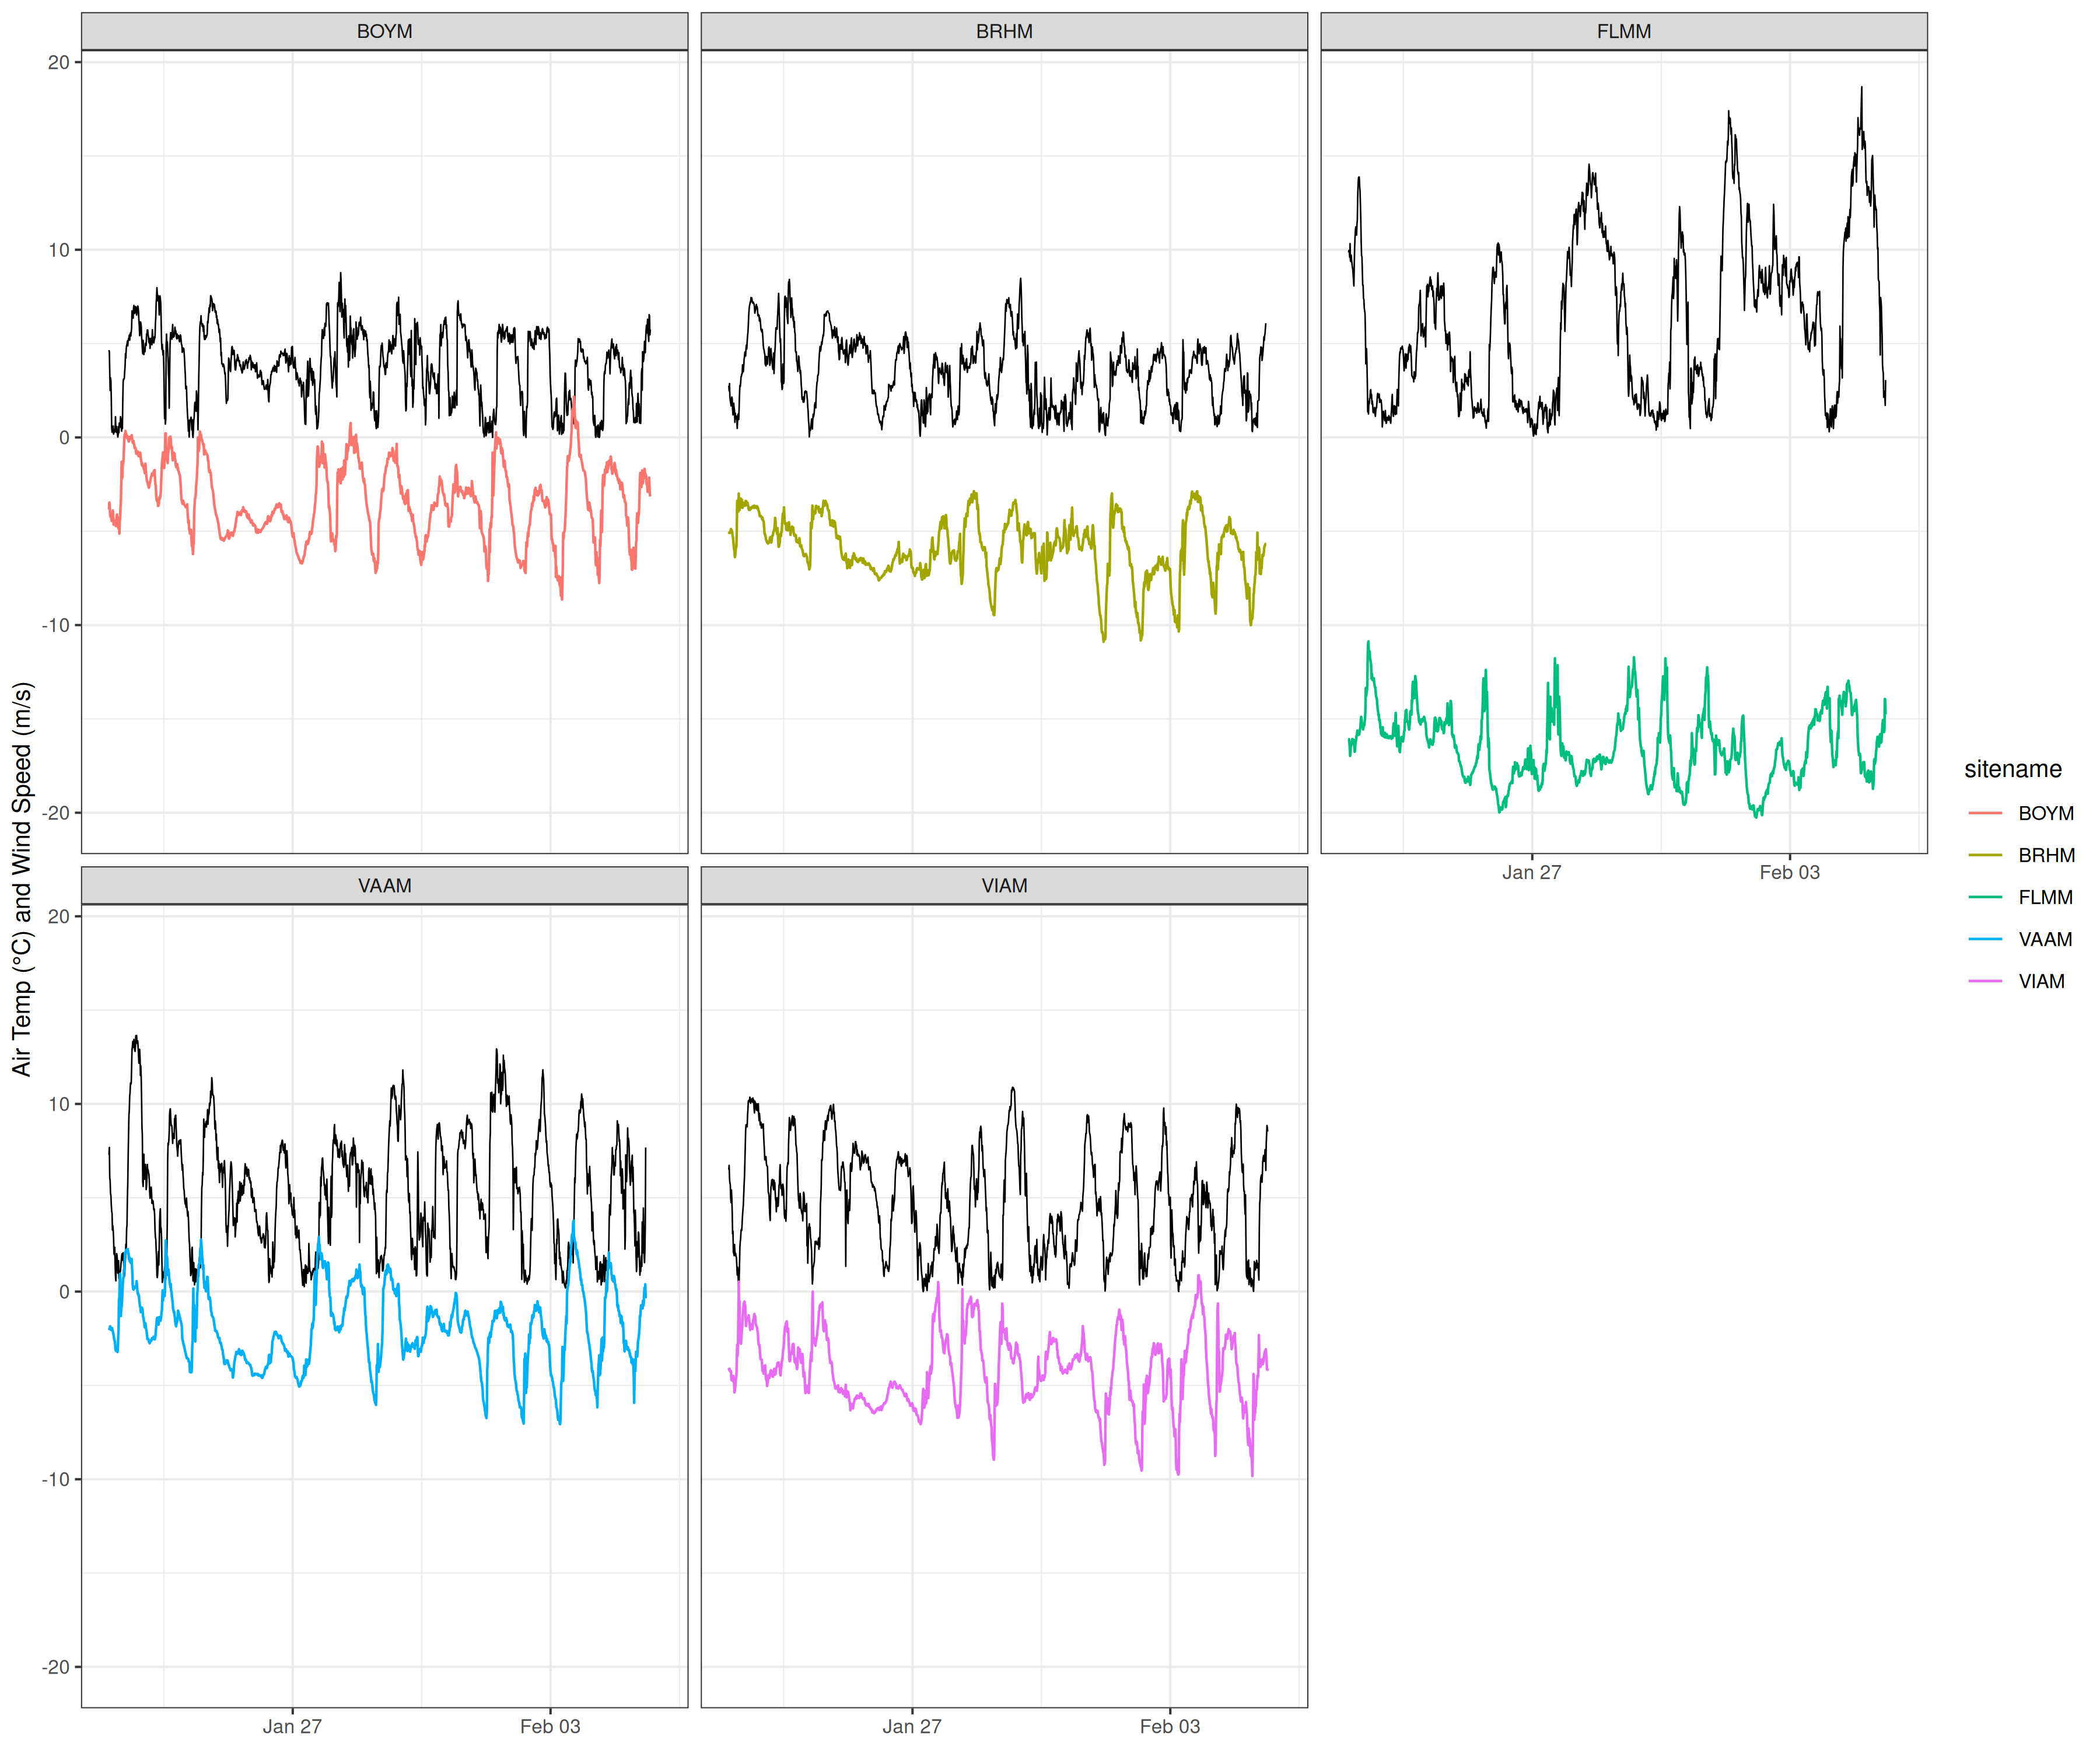 BOYM
BRHM
FLMM
20
10
0
-10
-20
Jan 27
Feb 03
VAAM
VIAM
20
10
0
-10
-20
Jan 27
Feb 03
Jan 27
Feb 03
Air Temp (°C) and Wind Speed (m/s)
sitename
BOYM
BRHM
FLMM
VAAM
VIAM